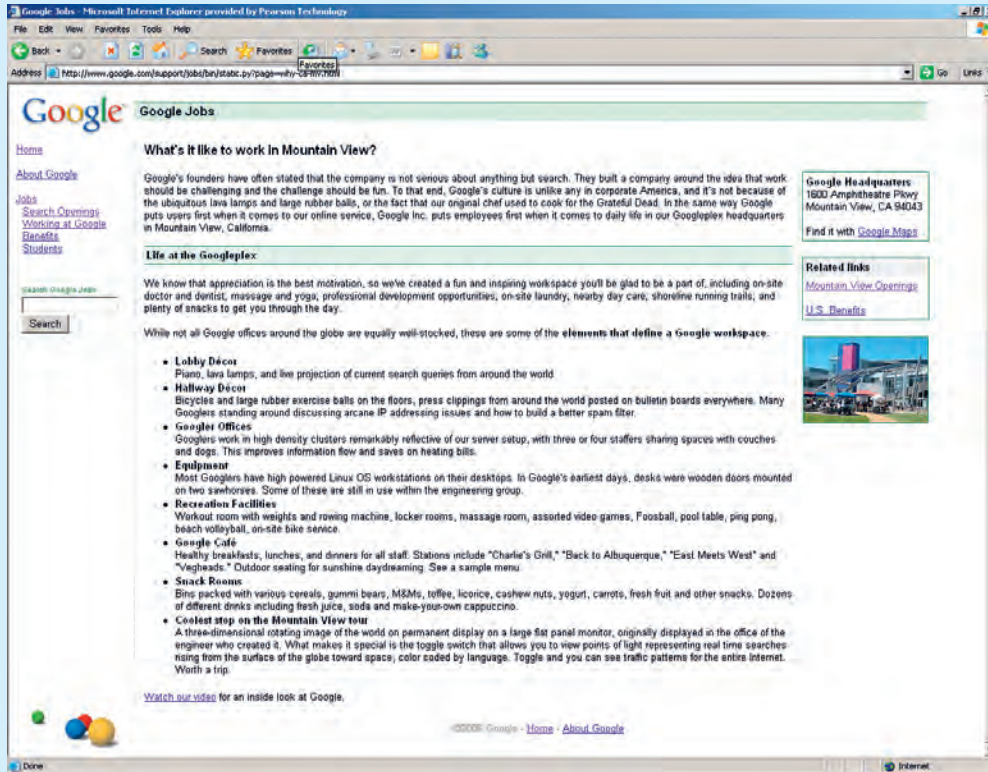 Google Jobs - Microsoft Internet Explorer provided by Pearson Technology
File Edit View Favorites Tools Help
Back Search Favorites
Favorites
Address http://www.google.com/support/jobs/bin/static.py?page=why-ca-mv.html Go Links
Google Google Jobs
Home
About Google
Jobs
Search Openings
Working at Google
Benefits
Students
Search Google Jobs
Search
What's it like to work in Mountain View?
Google's founders have often stated that the company is not serious about anything but search. They built a company around the idea that work
should be challenging and the challenge should be fun. To that end, Google's culture is unlike any in corporate America, and it's not because of
the ubiquitous lava lamps and large rubber balls, or the fact that our original chef used to cook for the Grateful Dead. In the same way Google
puts users first when it comes to our online service, Google Inc. puts employees first when it comes to daily life in our Googleplex headquarters
in Mountain View, California.
Life at the Googleplex
We know that appreciation is the best motivation, so we've created a fun and inspiring workspace you'll be glad to be a part of, including on-site
doctor and dentist; massage and yoga; professional development opportunities; on-site laundry; nearby day care; shoreline running trails; and
plenty of snacks to get you through the day.
While not all Google offices around the globe are equally well-stocked, these are some of the elements that define a Google workspace.
• Lobby Décor
Piano, lava lamps, and live projection of current search queries from around the world.
• Hallway Décor
Bicycles and large rubber exercise balls on the floors, press clippings from around the world posted on bulletin boards everywhere. Many
Googlers standing around discussing arcane IP addressing issues and how to build a better spam filter.
• Googler Offices
Googlers work in high density clusters remarkably reflective of our server setup, with three or four staffers sharing spaces with couches
and dogs. This improves information flow and saves on heating bills.
• Equipment
Most Googlers have high powered Linux OS workstations on their desktops. In Google's earliest days, desks were wooden doors mounted
on two sawhorses. Some of these are still in use within the engineering group.
• Recreation Facilities
Workout room with weights and rowing machine, locker rooms, massage room, assorted video games, Foosball, pool table, ping pong,
beach volleyball, on-site bike service.
• Google Café
Healthy breakfasts, lunches, and dinners for all staff. Stations include "Charlie's Grill," "Back to Albuquerque," "East Meets West" and
"Vegheads." Outdoor seating for sunshine daydreaming. See a sample menu
• Snack Rooms
Bins packed with various cereals, gummi bears, M&Ms, toffee, licorice, cashew nuts, yogurt, carrots, fresh fruit and other snacks. Dozens
of different drinks including fresh juice, soda and make-your-own cappuccino.
• Coolest stop on the Mountain View tour
A three-dimensional rotating image of the world on permanent display on a large flat panel monitor, originally displayed in the office of the
engineer who created it. What makes it special is the toggle switch that allows you to view points of light representing real time searches
rising from the surface of the globe toward space, color coded by language. Toggle and you can see traffic patterns for the entire Internet.
Worth a trip.
Watch our video for an inside look at Google.
Google Headquarters
1600 Amphitheatre Pkwy
Mountain View, CA 94043
Find it with Google Maps
Related links
Mountain View Openings
U.S. Benefits
Google - Home - About Google
Done Internet